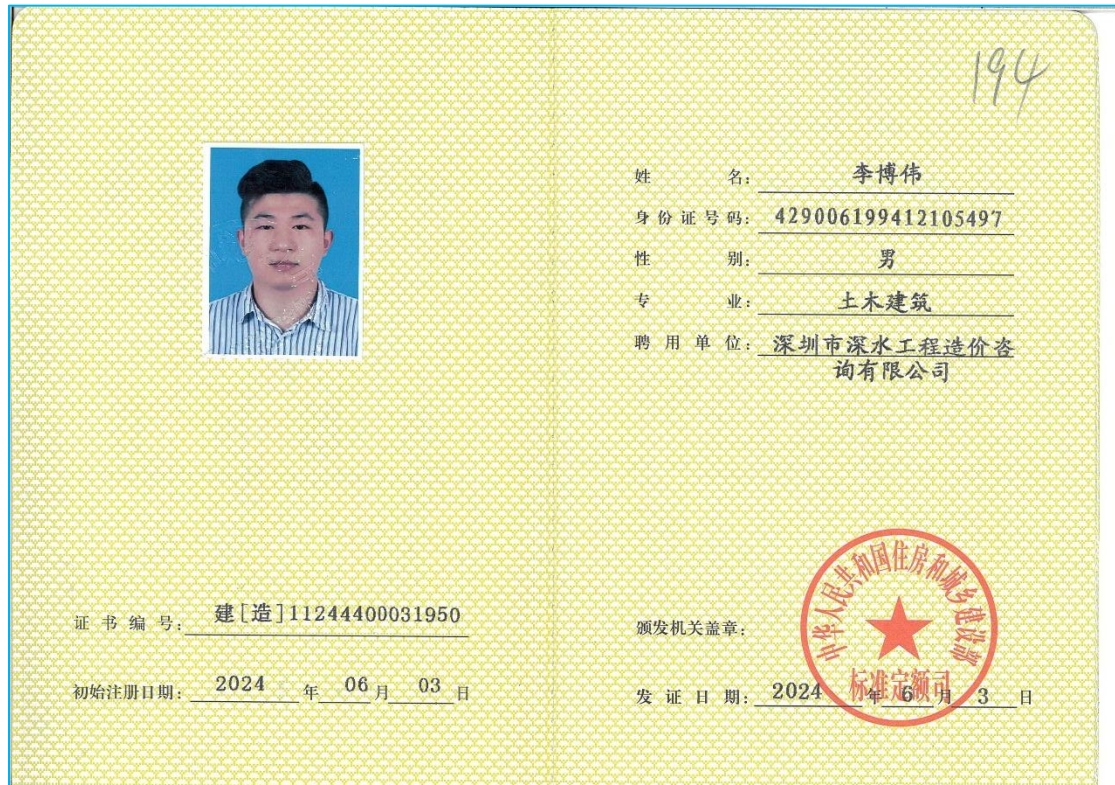 194
姓 名: 李博伟
身份证号码: 429006199412105497
性 别: 男
专 业: 土木建筑
聘用单位: 深圳市深水工程造价咨
询有限公司
证书编号: 建[造]11244400031950
初始注册日期: 2024 年 06 月 03 日
颁发机关盖章:
中华人民共和国住房和城乡建设部
标准定额司
发证日期: 2024 年 6 月 3 日